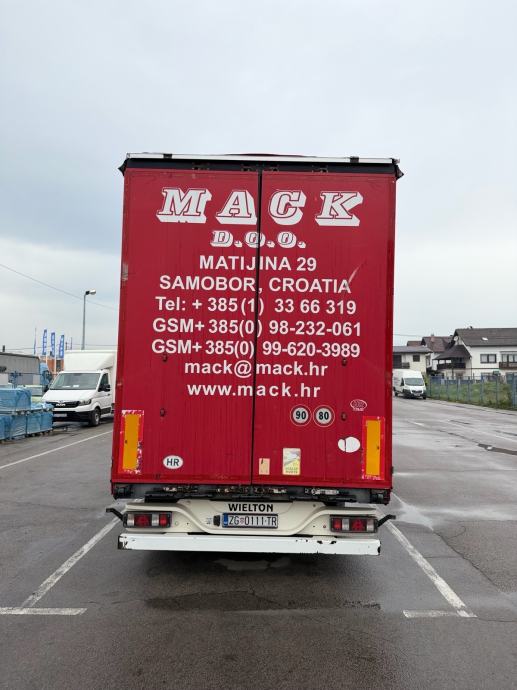 MACK
D.O.O.
MATIJINA 29
SAMOBOR, CROATIA
Tel: + 385(1) 33 66 319
GSM+385(0) 98-232-061
GSM+385(0) 99-620-3989
mack@mack.hr
www.mack.hr
90 80
HR
WIELTON
ZG 0111-TR